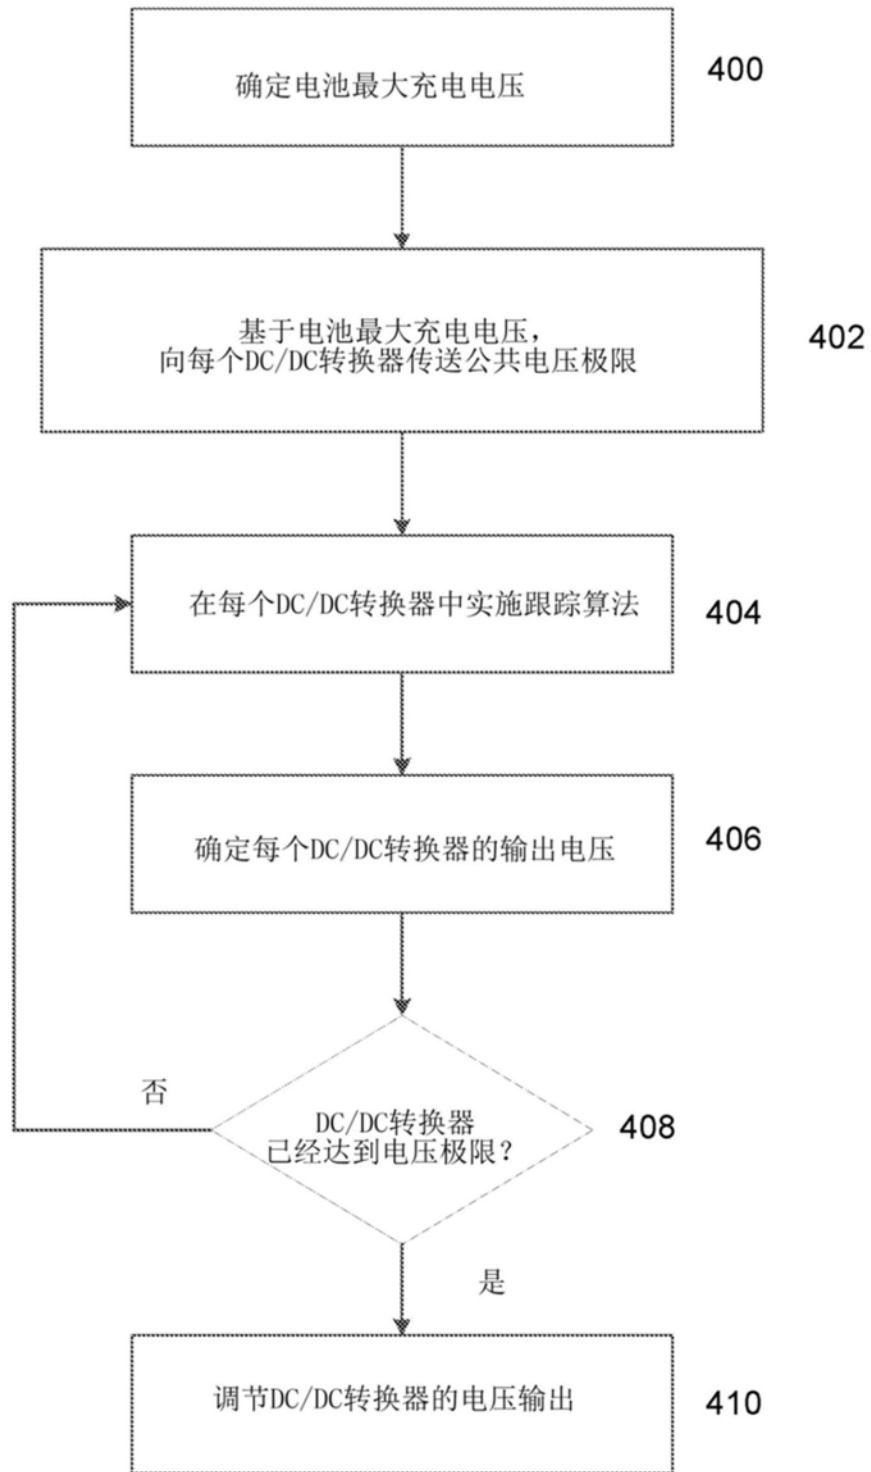 确定电池最大充电电压
400
基于电池最大充电电压，
向每个DC/DC转换器传送公共电压极限
402
在每个DC/DC转换器中实施跟踪算法
404
确定每个DC/DC转换器的输出电压
406
否
DC/DC转换器
已经达到电压极限？
408
是
调节DC/DC转换器的电压输出
410